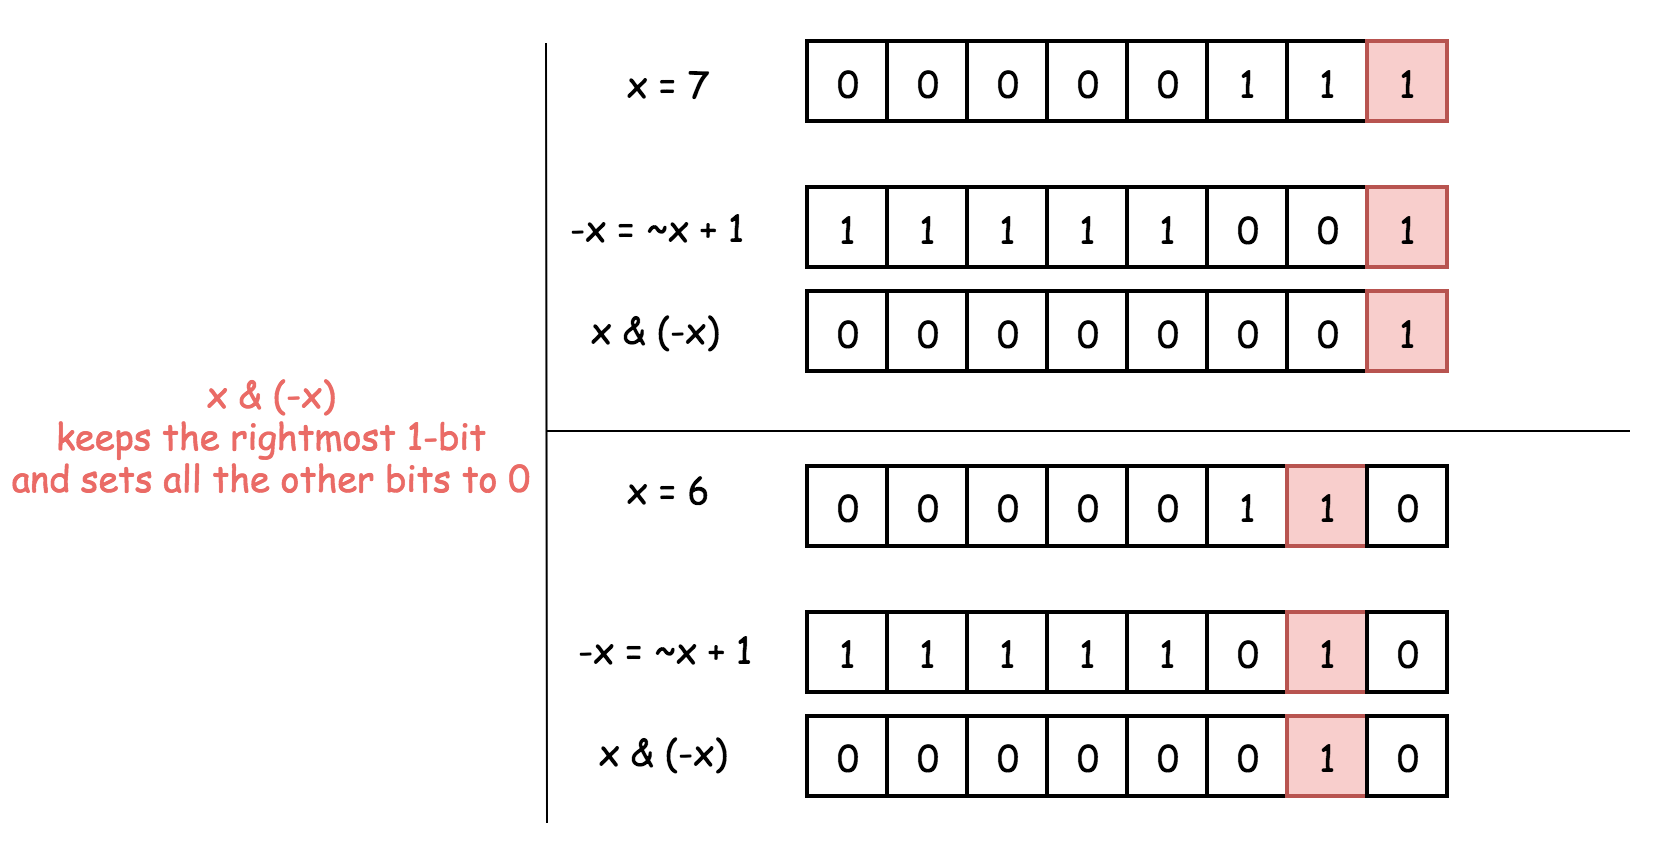 x & (-x)
keeps the rightmost 1-bit
and sets all the other bits to 0
x = 7 0 0 0 0 0 1 1 1
-x = ~x + 1 1 1 1 1 1 0 0 1
x & (-x) 0 0 0 0 0 0 0 1
x = 6 0 0 0 0 0 1 1 0
-x = ~x + 1 1 1 1 1 1 0 1 0
x & (-x) 0 0 0 0 0 0 1 0